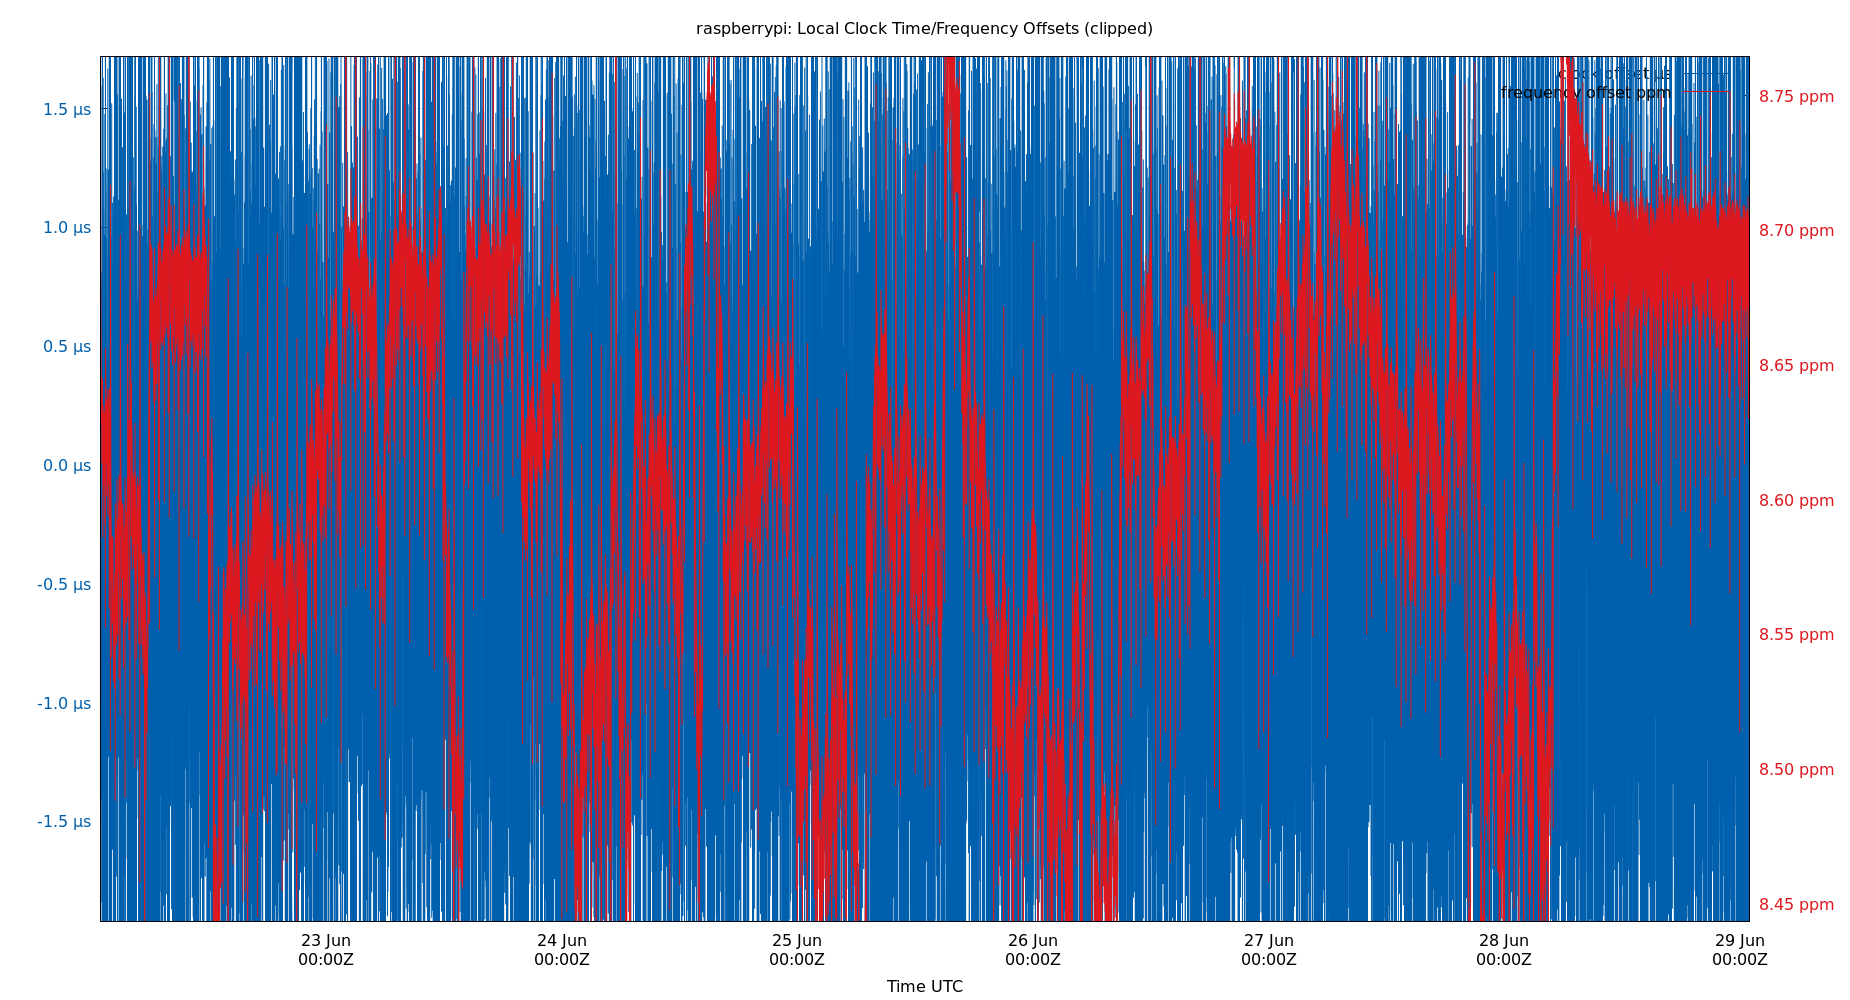 raspberrypi: Local Clock Time/Frequency Offsets (clipped)
clock offset µs
frequency offset ppm
1.5 µs
1.0 µs
0.5 µs
0.0 µs
-0.5 µs
-1.0 µs
-1.5 µs
8.75 ppm
8.70 ppm
8.65 ppm
8.60 ppm
8.55 ppm
8.50 ppm
8.45 ppm
23 Jun
00:00Z
24 Jun
00:00Z
25 Jun
00:00Z
26 Jun
00:00Z
27 Jun
00:00Z
28 Jun
00:00Z
29 Jun
00:00Z
Time UTC